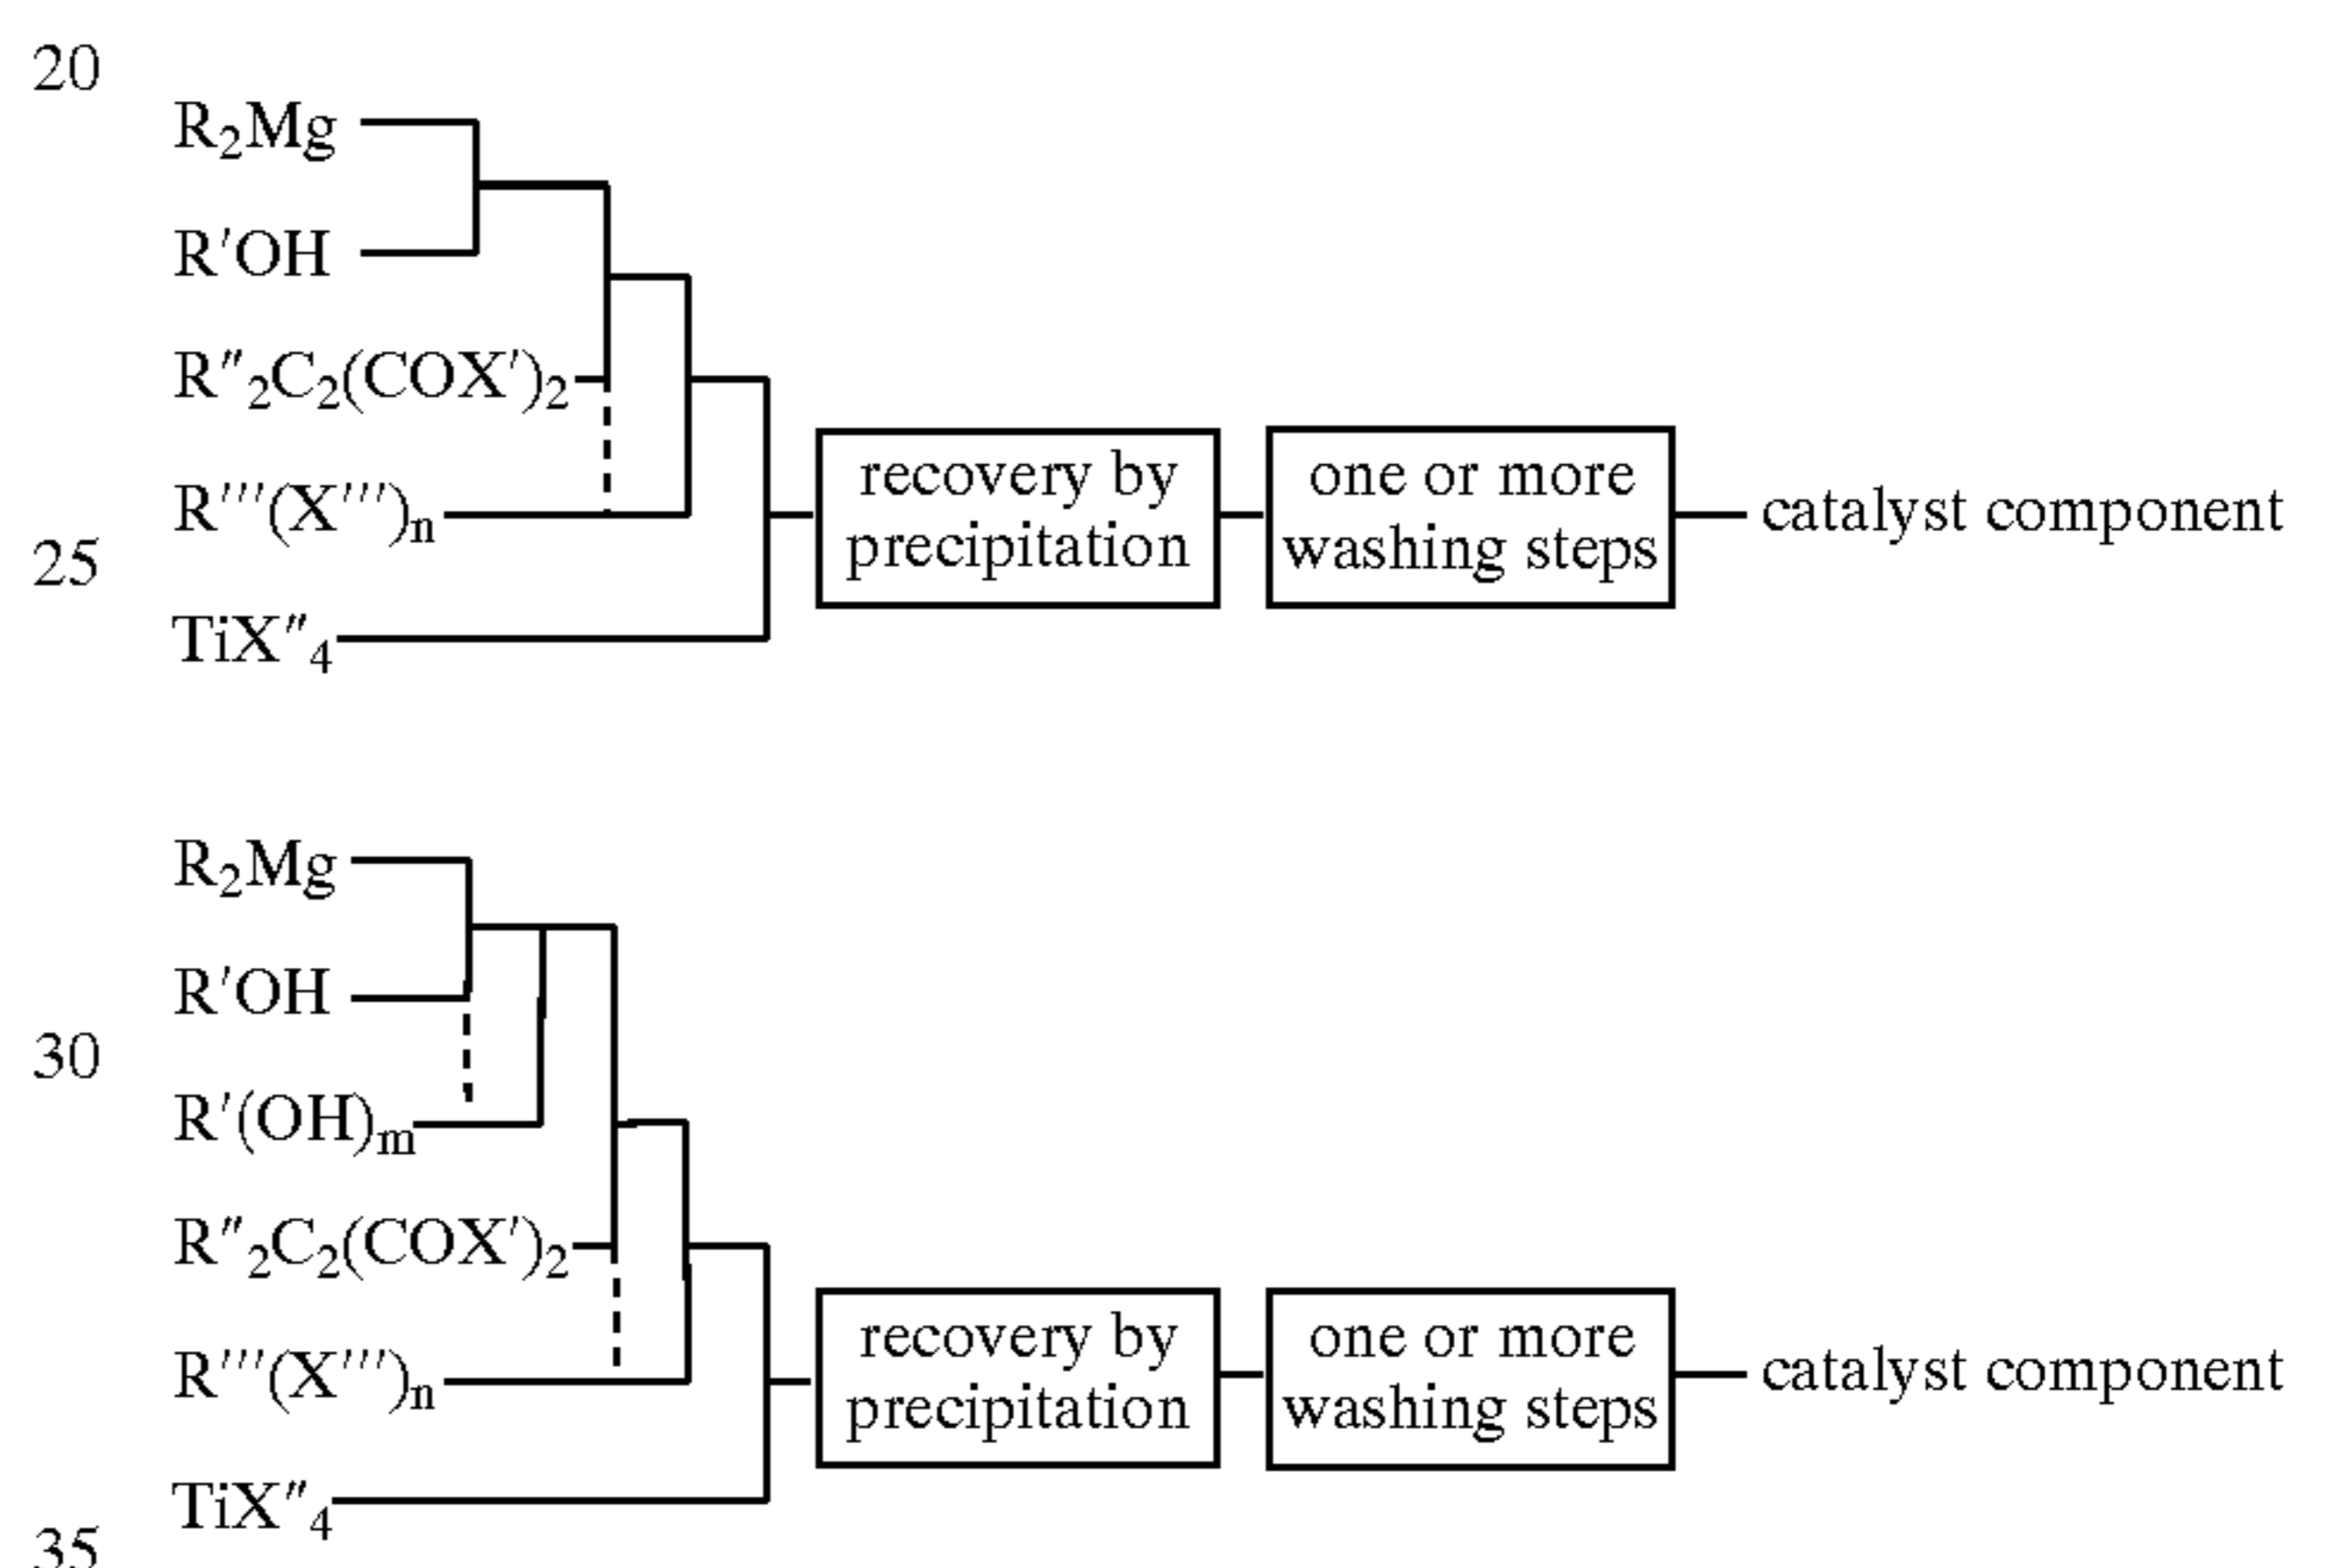 20
R₂Mg
R′OH
R″₂C₂(COX′)₂
R‴(X‴)ₙ
recovery by
precipitation
one or more
washing steps
catalyst component
25
TiX″₄
R₂Mg
R′OH
30
R′(OH)ₘ
R″₂C₂(COX′)₂
R‴(X‴)ₙ
recovery by
precipitation
one or more
washing steps
catalyst component
TiX″₄
35